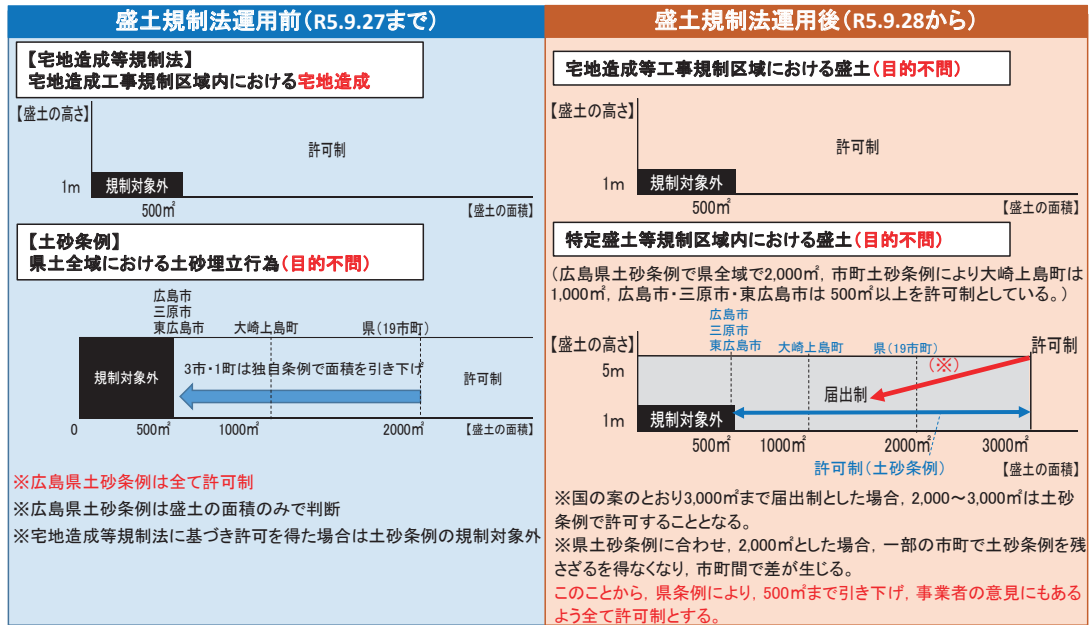 盛土規制法運用前(R5.9.27まで)
【宅地造成等規制法】
宅地造成工事規制区域内における宅地造成
【盛土の高さ】
許可制
1m
規制対象外
500㎡
【盛土の面積】
【土砂条例】
県土全域における土砂埋立行為(目的不問)
広島市
三原市
東広島市
大崎上島町
県(19市町)
規制対象外
3市・1町は独自条例で面積を引き下げ
許可制
0
500㎡
1000㎡
2000㎡
【盛土の面積】
※広島県土砂条例は全て許可制
※広島県土砂条例は盛土の面積のみで判断
※宅地造成等規制法に基づき許可を得た場合は土砂条例の規制対象外
盛土規制法運用後(R5.9.28から)
宅地造成等工事規制区域における盛土(目的不問)
【盛土の高さ】
許可制
1m
規制対象外
500㎡
【盛土の面積】
特定盛土等規制区域内における盛土(目的不問)
(広島県土砂条例で県全域で2,000㎡，市町土砂条例により大崎上島町は
1,000㎡，広島市・三原市・東広島市は 500㎡以上を許可制としている。)
広島市
三原市
東広島市
大崎上島町
県(19市町)
【盛土の高さ】
許可制
5m
(※)
届出制
1m
規制対象外
500㎡
1000㎡
2000㎡
3000㎡
許可制(土砂条例)
【盛土の面積】
※国の案のとおり3,000㎡まで届出制とした場合，2,000～3,000㎡は土砂
条例で許可することとなる。
※県土砂条例に合わせ，2,000㎡とした場合，一部の市町で土砂条例を残
さざるを得なくなり，市町間で差が生じる。
このことから，県条例により，500㎡まで引き下げ，事業者の意見にもある
よう全て許可制とする。